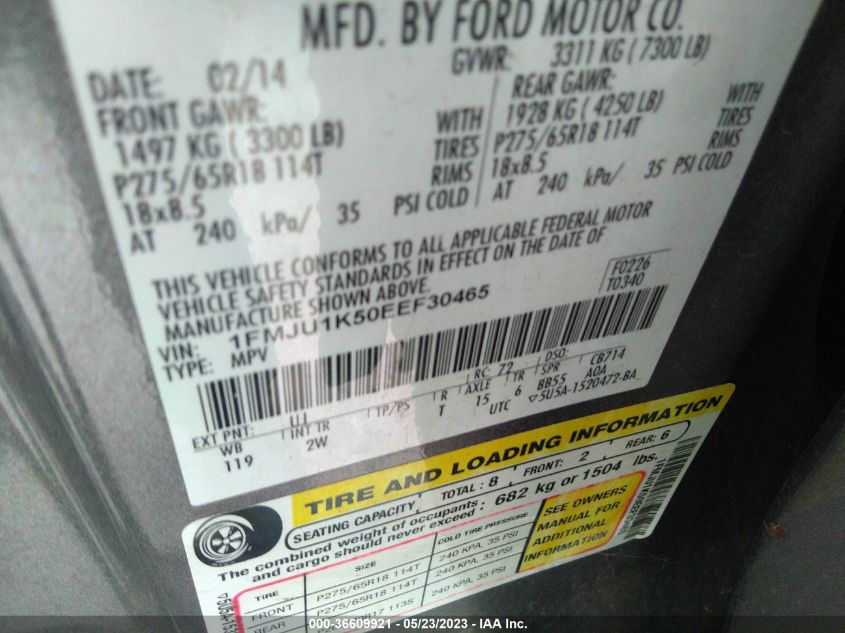 MFD. BY FORD MOTOR CO.
DATE: 02/14 GVWR: 3311 KG ( 7300 LB)
FRONT GAWR: REAR GAWR:
1497 KG ( 3300 LB) WITH 1928 KG ( 4250 LB) WITH
P275/65R18 114T TIRES P275/65R18 114T TIRES
18x8.5 RIMS 18x8.5 RIMS
AT 240 kPa/ 35 PSI COLD AT 240 kPa/ 35 PSI COLD
THIS VEHICLE CONFORMS TO ALL APPLICABLE FEDERAL MOTOR
VEHICLE SAFETY STANDARDS IN EFFECT ON THE DATE OF
MANUFACTURE SHOWN ABOVE.
F0226
T0340
VIN: 1FMJU1K50EEF30465
TYPE: MPV
EXT PNT: UJ RC: 72 DSO:
WB INT TR TP/PS R AXLE TR SPR CB714
119 2W T 15 6 BB55 AOA
UTC ▽5U5A-1520472-BA
TIRE AND LOADING INFORMATION
SEATING CAPACITY TOTAL: 8 FRONT: 2 REAR: 6
The combined weight of occupants and cargo should never exceed: 682 kg or 1504 lbs.
TIRE SIZE COLD TIRE PRESSURE
FRONT P275/65R18 114T 240 KPA, 35 PSI
REAR P275/65R18 114T 240 KPA, 35 PSI
R17 113S 240 KPA, 35 PSI
SEE OWNERS
MANUAL FOR
ADDITIONAL
INFORMATION
000-36609921 - 05/23/2023 - IAA Inc.